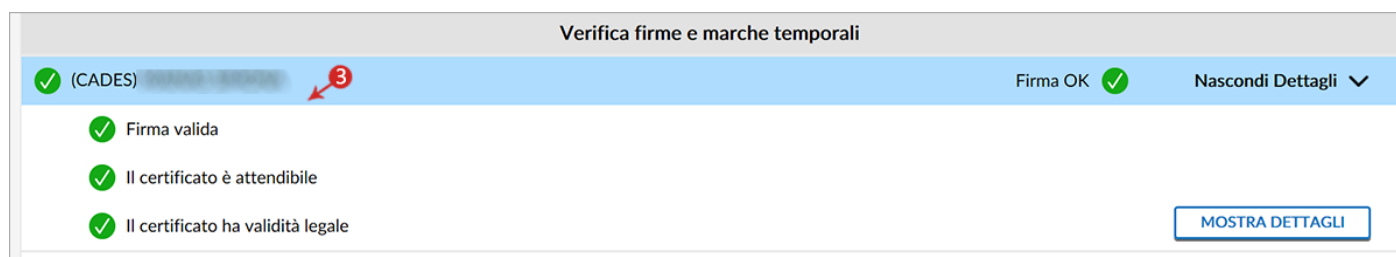 Verifica firme e marche temporali
(CADES) 3 Firma OK Nascondi Dettagli
Firma valida
Il certificato è attendibile
Il certificato ha validità legale MOSTRA DETTAGLI